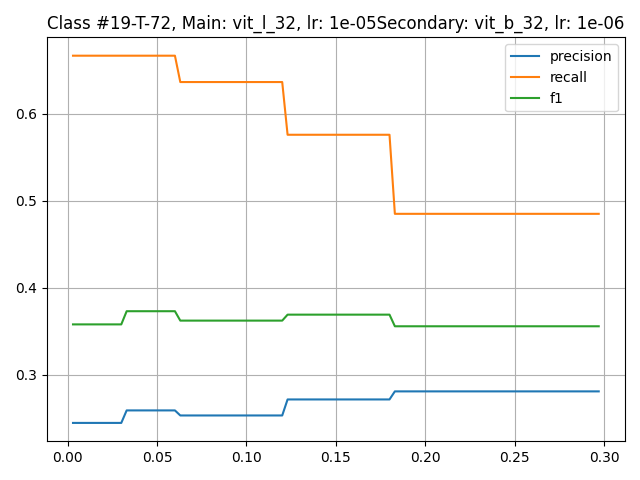 Class #19-T-72, Main: vit_l_32, lr: 1e-05Secondary: vit_b_32, lr: 1e-06
precision
recall
f1
0.6
0.5
0.4
0.3
0.00 0.05 0.10 0.15 0.20 0.25 0.30